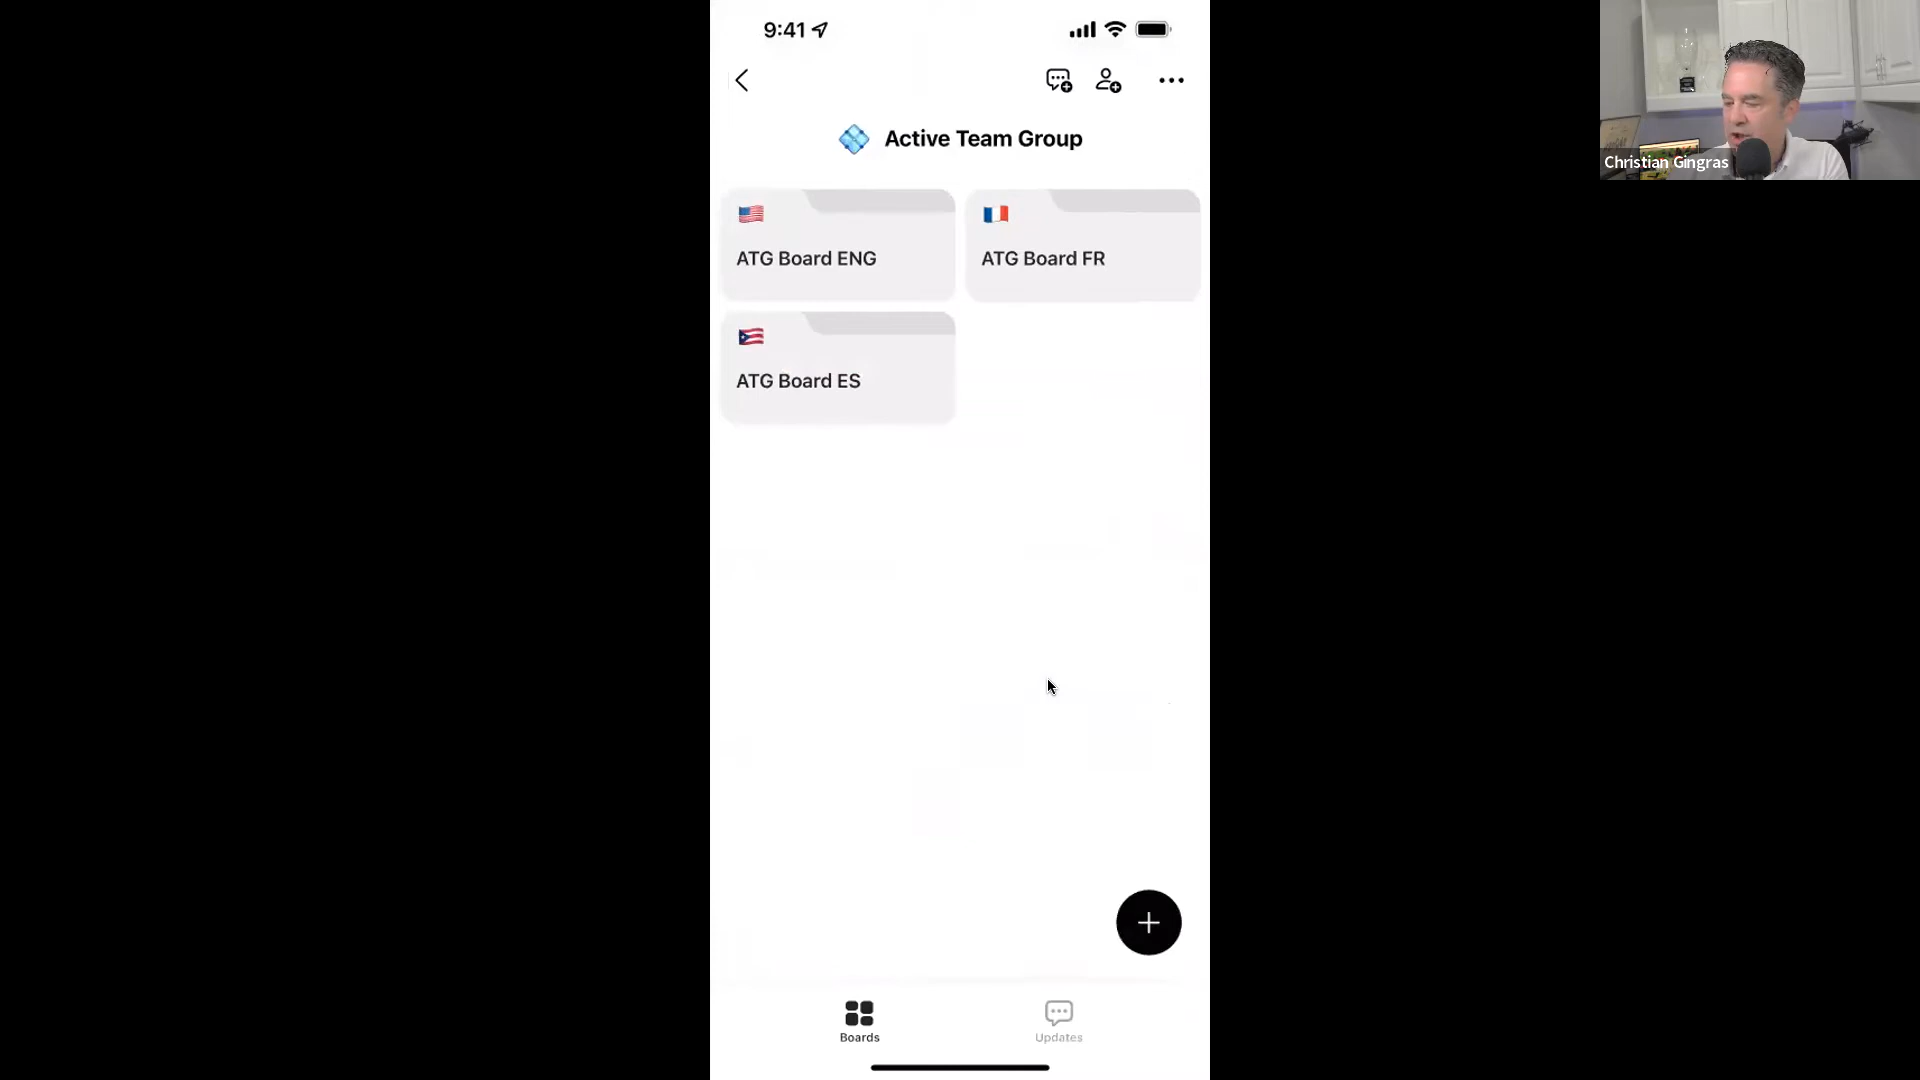 9:41
Active Team Group
ATG Board ENG
ATG Board FR
ATG Board ES
Boards
Updates
Christian Gingras